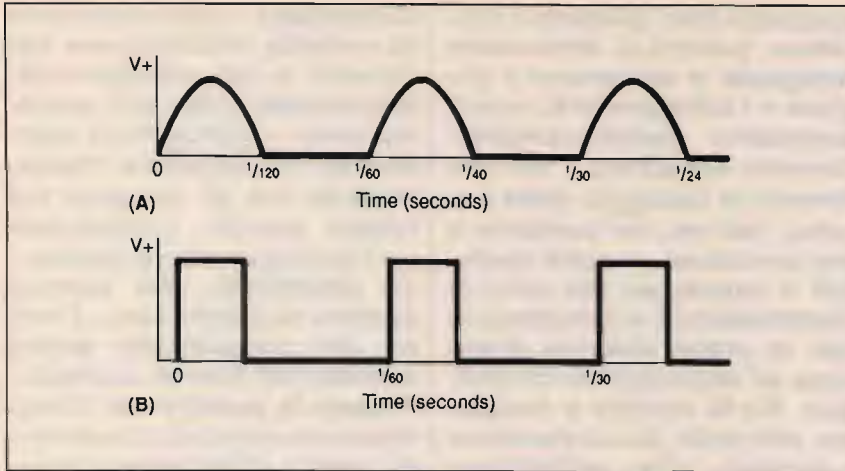 V+
0 1/120 1/60 1/40 1/30 1/24
(A) Time (seconds)
V+
0 1/60 1/30
(B) Time (seconds)